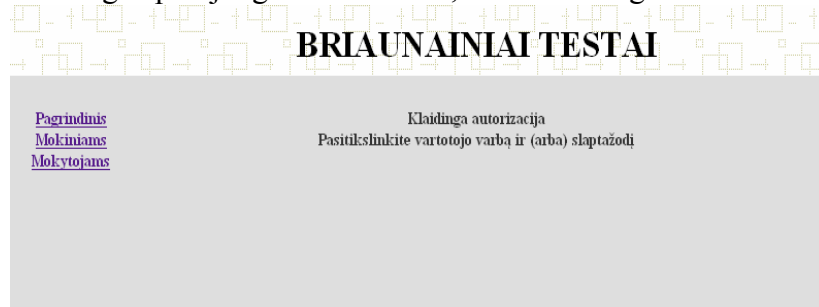 BRIAUNAINIAI TESTAI
Pagrindinis
Mokiniams
Mokytojams
Klaidinga autorizacija
Pasitikslinkite vartotojo varbą ir (arba) slaptažodį